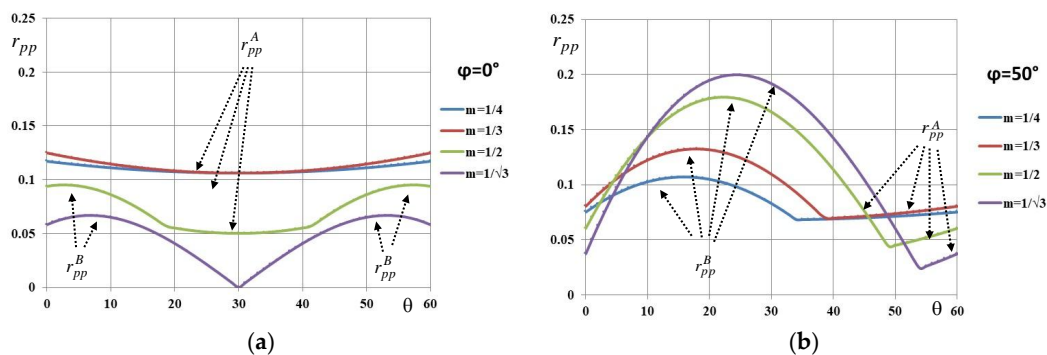 (a)
r_pp
0.25
0.2
0.15
0.1
0.05
0
0 10 20 30 40 50 60
θ
r_pp^A
r_pp^B
r_pp^B
φ=0°
m=1/4
m=1/3
m=1/2
m=1/√3
(b)
r_pp
0.25
0.2
0.15
0.1
0.05
0
0 10 20 30 40 50 60
θ
r_pp^A
r_pp^B
φ=50°
m=1/4
m=1/3
m=1/2
m=1/√3